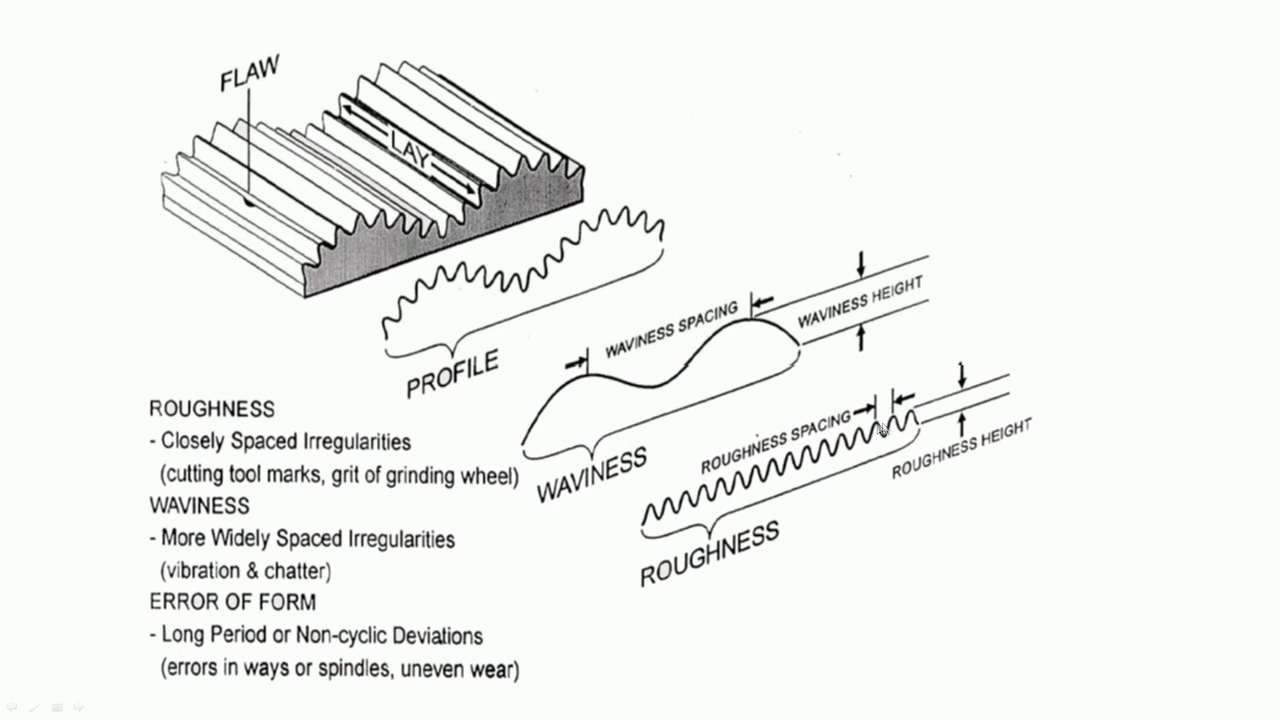 FLAW
LAY
PROFILE
WAVINESS SPACING
WAVINESS HEIGHT
WAVINESS
ROUGHNESS SPACING
ROUGHNESS HEIGHT
ROUGHNESS
ROUGHNESS
- Closely Spaced Irregularities
(cutting tool marks, grit of grinding wheel)
WAVINESS
- More Widely Spaced Irregularities
(vibration & chatter)
ERROR OF FORM
- Long Period or Non-cyclic Deviations
(errors in ways or spindles, uneven wear)